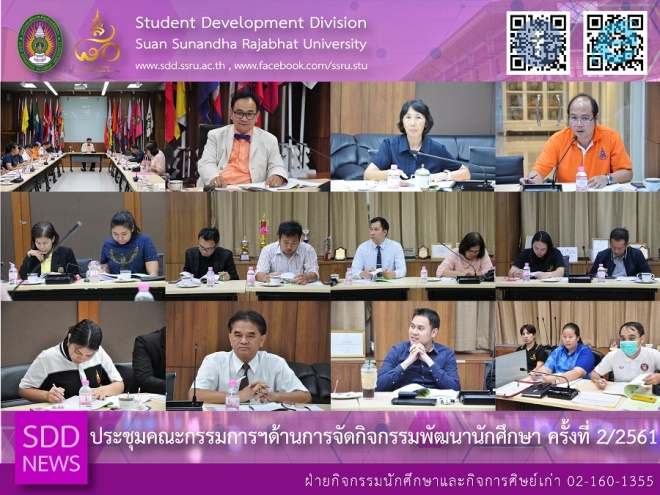 Student Development Division
Suan Sunandha Rajabhat University
www.sdd.ssru.ac.th , www.facebook.com/ssru.stu
SDD
NEWS
ประชุมคณะกรรมการฯด้านการจัดกิจกรรมพัฒนานักศึกษา ครั้งที่ 2/2561
ฝ่ายกิจกรรมนักศึกษาและกิจการศิษย์เก่า 02-160-1355